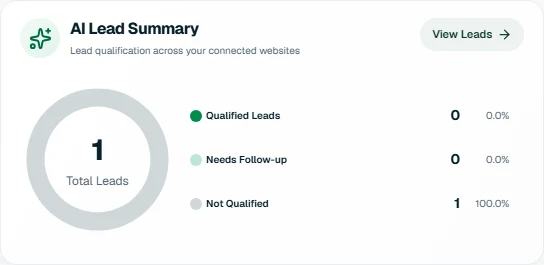 AI Lead Summary
Lead qualification across your connected websites
View Leads
1
Total Leads
Qualified Leads 0 0.0%
Needs Follow-up 0 0.0%
Not Qualified 1 100.0%